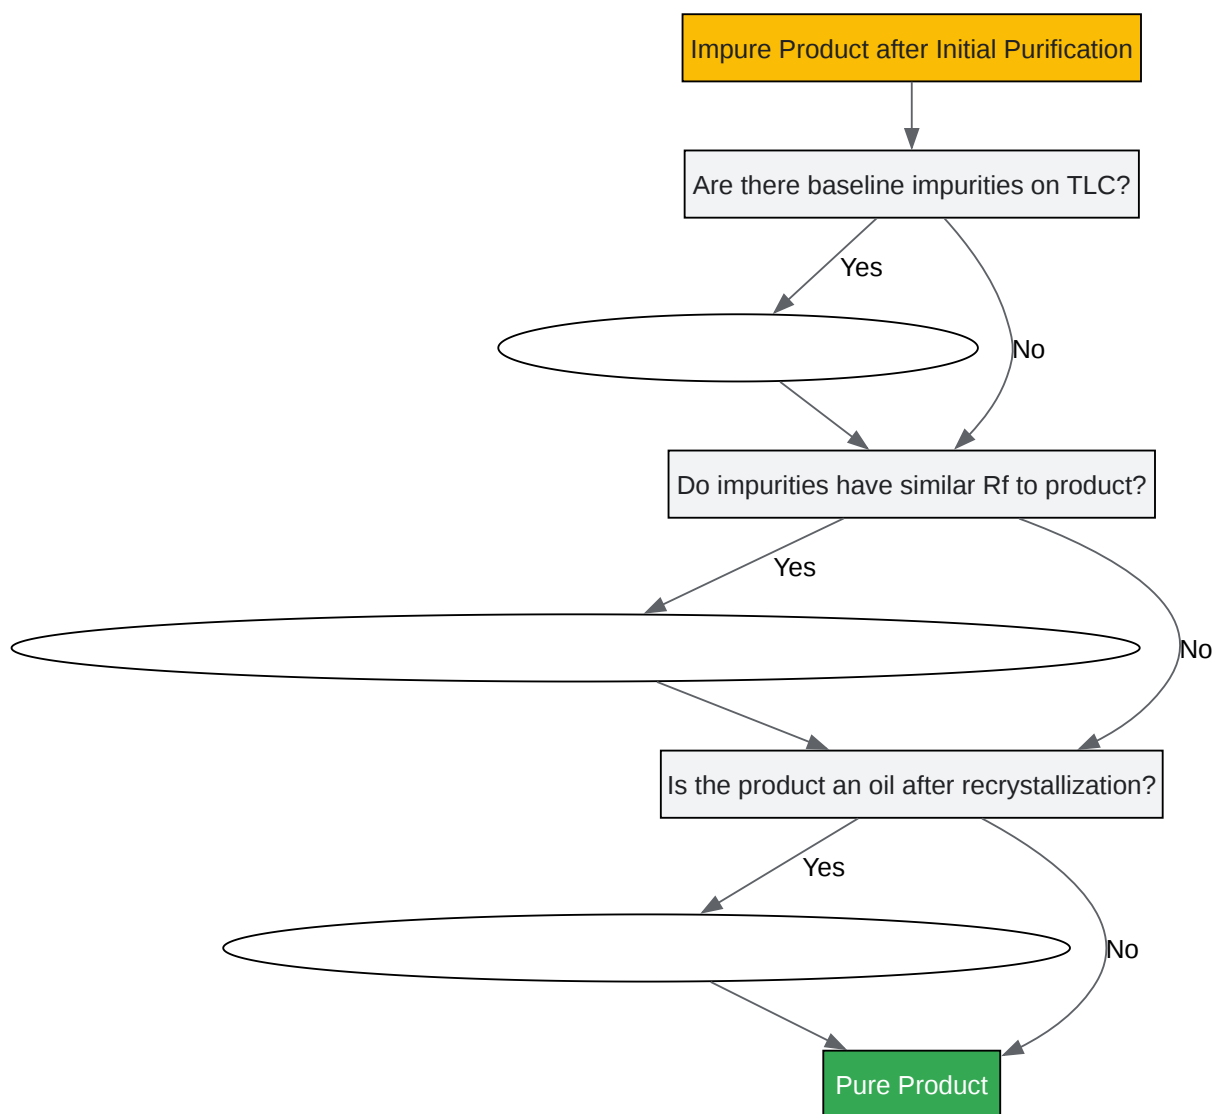 Impure Product after Initial Purification
Are there baseline impurities on TLC?
Yes
No
Do impurities have similar Rf to product?
Yes
No
Is the product an oil after recrystallization?
Yes
No
Pure Product